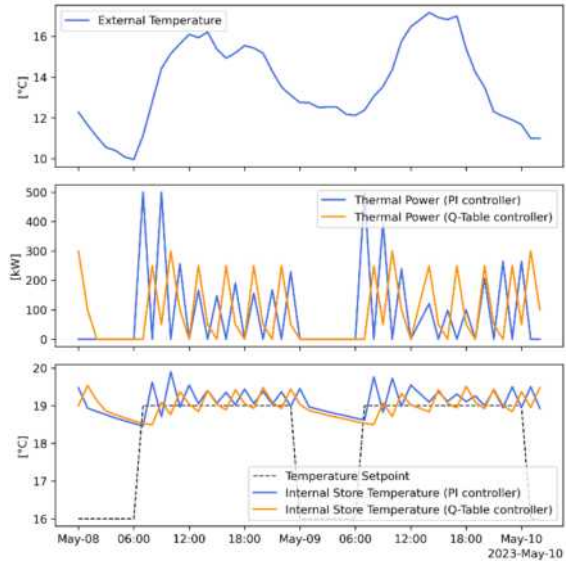 External Temperature
16
14
12
10
[°C]
Thermal Power (PI controller)
Thermal Power (Q-Table controller)
500
400
300
200
100
0
[kW]
20
19
18
17
16
[°C]
Temperature Setpoint
Internal Store Temperature (PI controller)
Internal Store Temperature (Q-Table controller)
May-08 06:00 12:00 18:00 May-09 06:00 12:00 18:00 May-10
2023-May-10